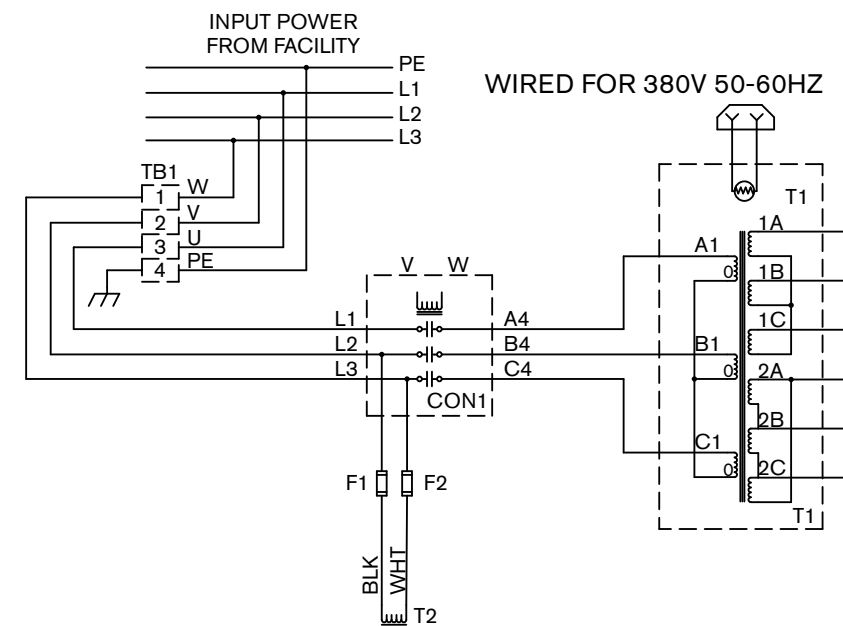 INPUT POWER
FROM FACILITY
PE
L1
L2
L3
WIRED FOR 380V 50-60HZ
TB1
1 W
2 V
3 U
4 PE
T1
1A
A1
0
1B
1C
V W
L1 A4
L2 B4
L3 C4
CON1
B1
0
2A
2B
C1
0
2C
T1
F1 F2
BLK
WHT
T2